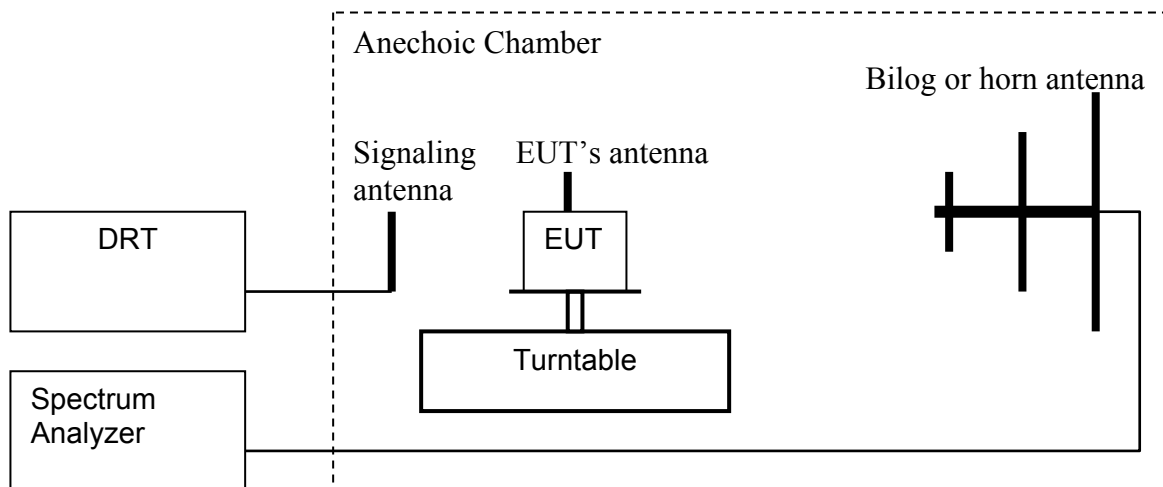 Anechoic Chamber
Bilog or horn antenna
Signaling
antenna
EUT’s antenna
DRT
EUT
Turntable
Spectrum
Analyzer